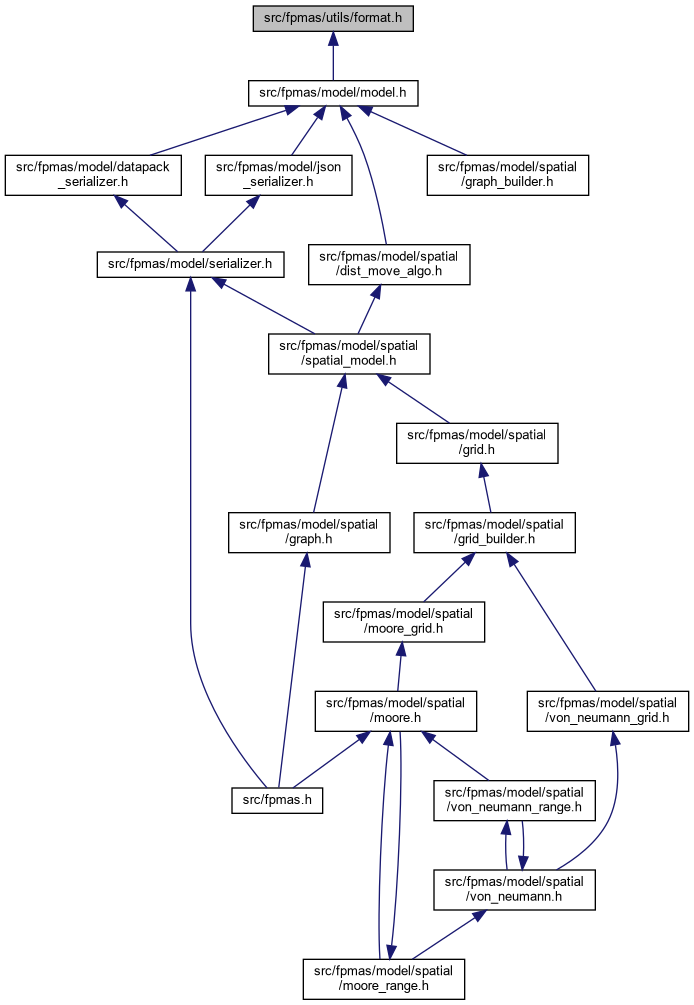 src/fpmas/utils/format.h
src/fpmas/model/model.h
src/fpmas/model/datapack
_serializer.h
src/fpmas/model/json
_serializer.h
src/fpmas/model/spatial
/graph_builder.h
src/fpmas/model/serializer.h
src/fpmas/model/spatial
/dist_move_algo.h
src/fpmas/model/spatial
/spatial_model.h
src/fpmas/model/spatial
/grid.h
src/fpmas/model/spatial
/graph.h
src/fpmas/model/spatial
/grid_builder.h
src/fpmas/model/spatial
/moore_grid.h
src/fpmas/model/spatial
/moore.h
src/fpmas/model/spatial
/von_neumann_grid.h
src/fpmas.h
src/fpmas/model/spatial
/von_neumann_range.h
src/fpmas/model/spatial
/von_neumann.h
src/fpmas/model/spatial
/moore_range.h